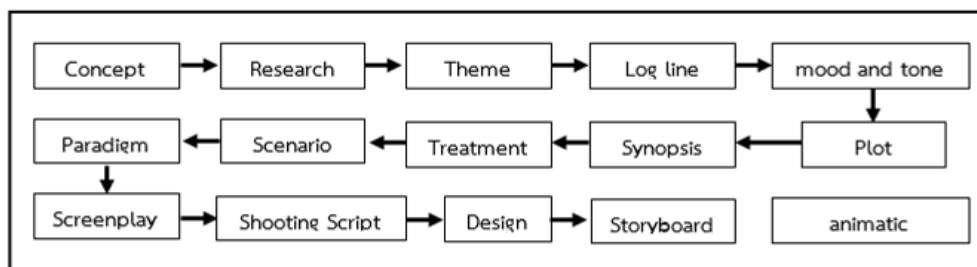 Concept Research Theme Log line mood and tone
Paradigm Scenario Treatment Synopsis Plot
Screenplay Shooting Script Design Storyboard animatic